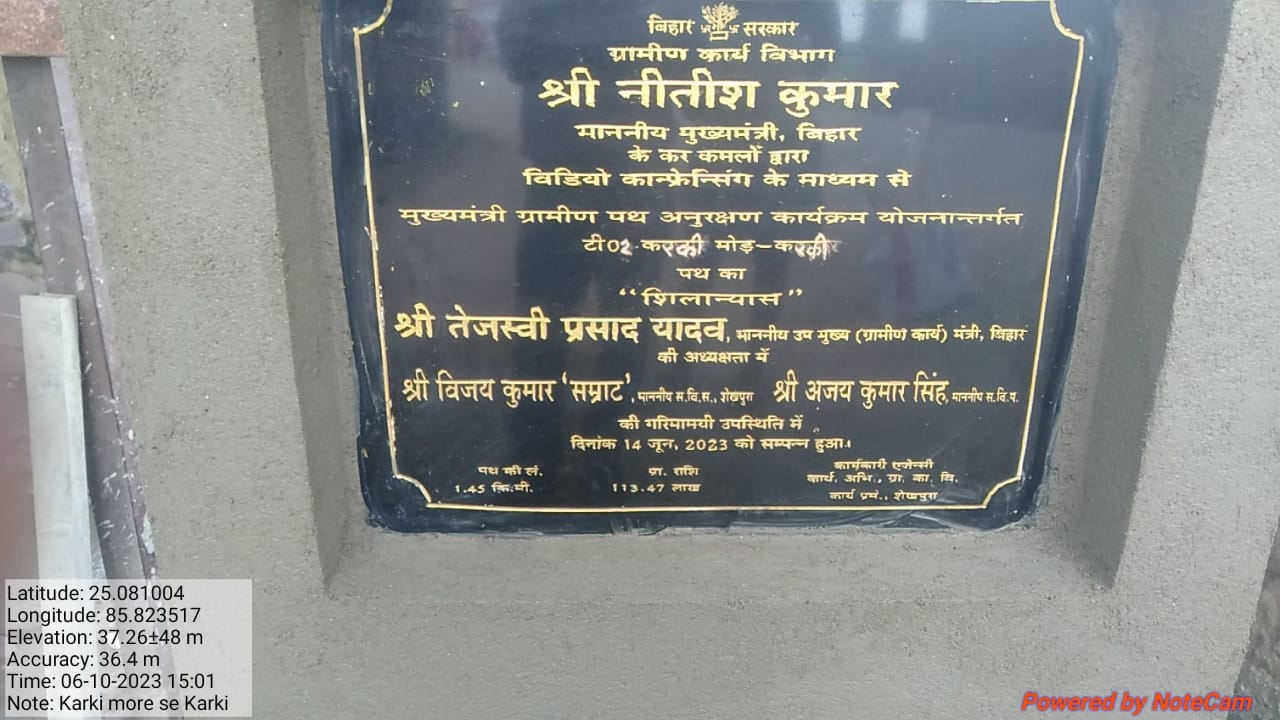 बिहार सरकार
ग्रामीण कार्य विभाग
श्री नीतीश कुमार
माननीय मुख्यमंत्री, बिहार
के कर कमलों द्वारा
विडियो कान्फ्रेन्सिंग के माध्यम से
मुख्यमंत्री ग्रामीण पथ अनुरक्षण कार्यक्रम योजनान्तर्गत
टी02 करकी मोड़-करकी
पथ का
"शिलान्यास"
श्री तेजस्वी प्रसाद यादव, माननीय उप मुख्य (ग्रामीण कार्य) मंत्री, बिहार
की अध्यक्षता में
श्री विजय कुमार 'सम्राट', माननीय स.वि.स., शेखपुरा श्री अजय कुमार सिंह, माननीय स.वि.प.
की गरिमामयी उपस्थिति में
दिनांक 14 जून, 2023 को सम्पन्न हुआ।
पथ की लं. प्रा. राशि कार्यकारी एजेन्सी
1.45 कि.मी. 113.47 लाख कार्य. अभि., ग्रा. का. वि.
कार्य प्रमं., शेखपुरा
Latitude: 25.081004
Longitude: 85.823517
Elevation: 37.26±48 m
Accuracy: 36.4 m
Time: 06-10-2023 15:01
Note: Karki more se Karki
Powered by NoteCam